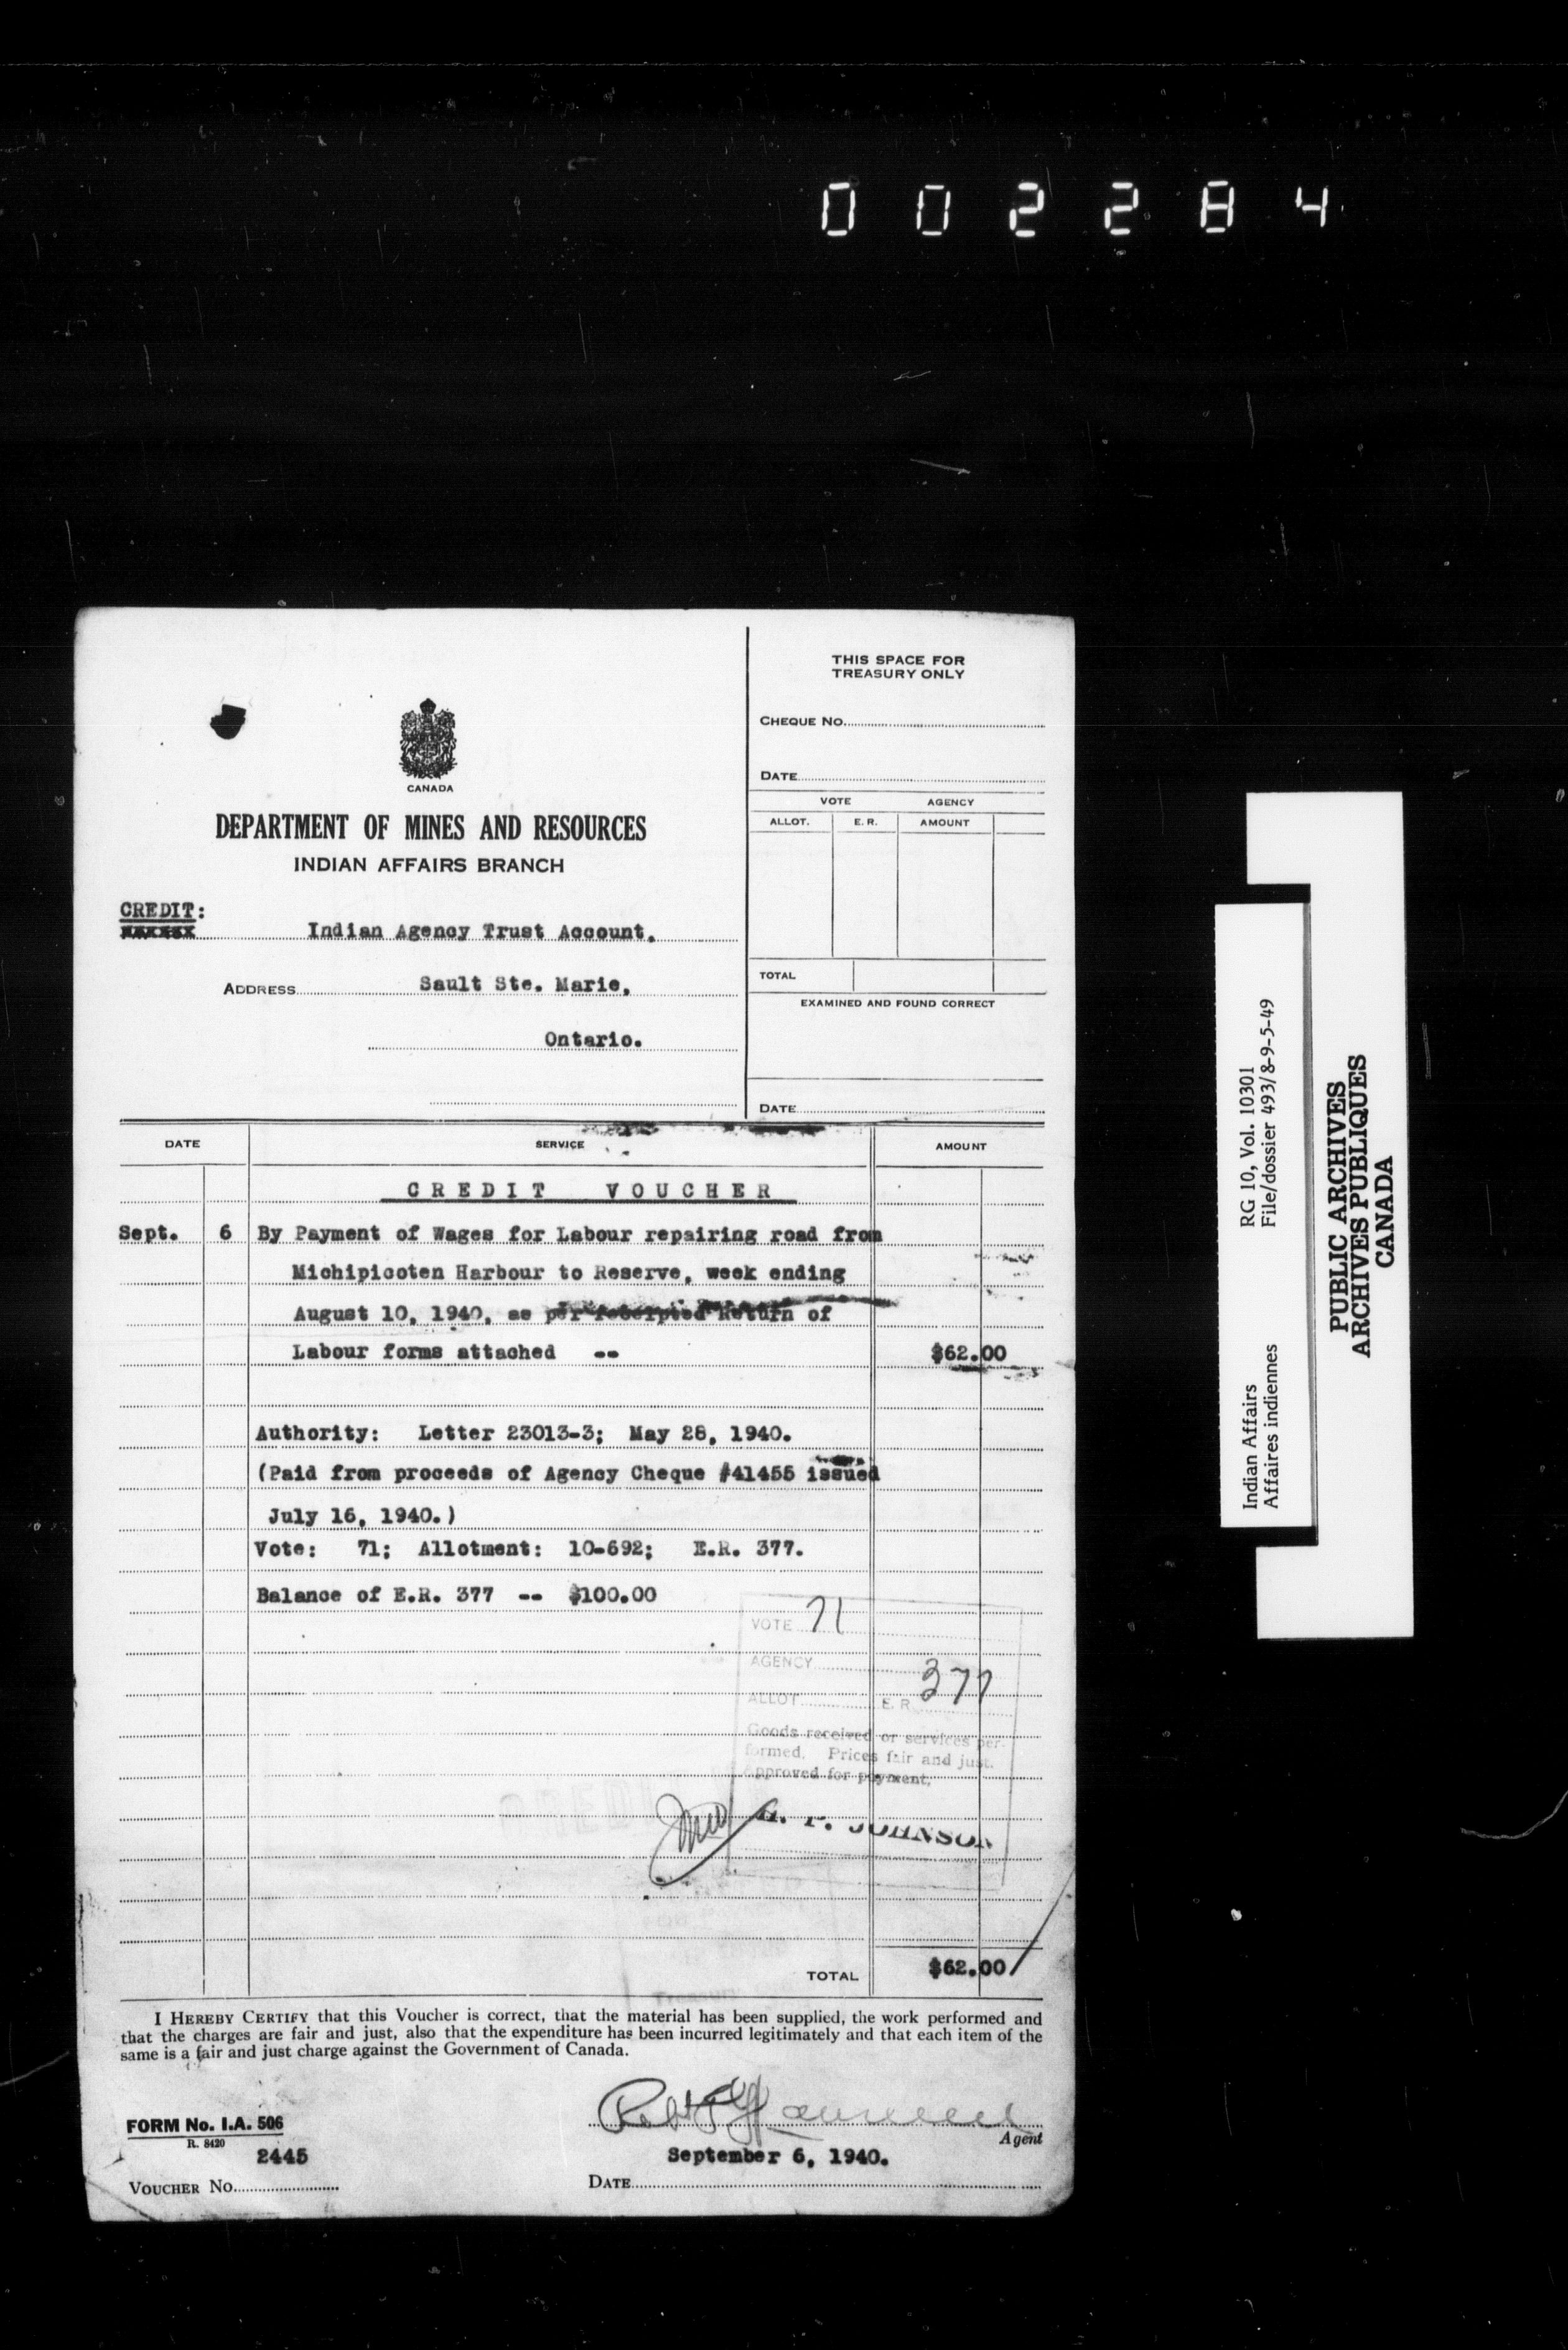 002284
THIS SPACE FOR
TREASURY ONLY
CHEQUE NO.
DATE
VOTE AGENCY
ALLOT. E. R. AMOUNT
TOTAL
EXAMINED AND FOUND CORRECT
DATE
CANADA
DEPARTMENT OF MINES AND RESOURCES
INDIAN AFFAIRS BRANCH
CREDIT:
Indian Agency Trust Account.
ADDRESS Sault Ste. Marie,
Ontario.
DATE SERVICE AMOUNT
CREDIT VOUCHER
Sept. 6 By Payment of Wages for Labour repairing road from
Michipicoten Harbour to Reserve, week ending
August 10, 1940, as per receipted Return of
Labour forms attached -- $62.00
Authority: Letter 23013-3; May 28, 1940.
(Paid from proceeds of Agency Cheque #41455 issued
July 16, 1940.)
Vote: 71; Allotment: 10-692; E.R. 377.
Balance of E.R. 377 -- $100.00
VOTE 71
AGENCY
ALLOT. E. R. 377
Goods received or services per-
formed. Prices fair and just.
Approved for payment,
P. JOHNSON
TOTAL $62.00
Treasury
I HEREBY CERTIFY that this Voucher is correct, that the material has been supplied, the work performed and
that the charges are fair and just, also that the expenditure has been incurred legitimately and that each item of the
same is a fair and just charge against the Government of Canada.
Agent
FORM No. I.A. 506
R. 8420
2445
VOUCHER NO.
September 6, 1940.
DATE
RG 10, Vol. 10301
File/dossier 493/8-9-5-49
Indian Affairs
Affaires indiennes
PUBLIC ARCHIVES
ARCHIVES PUBLIQUES
CANADA